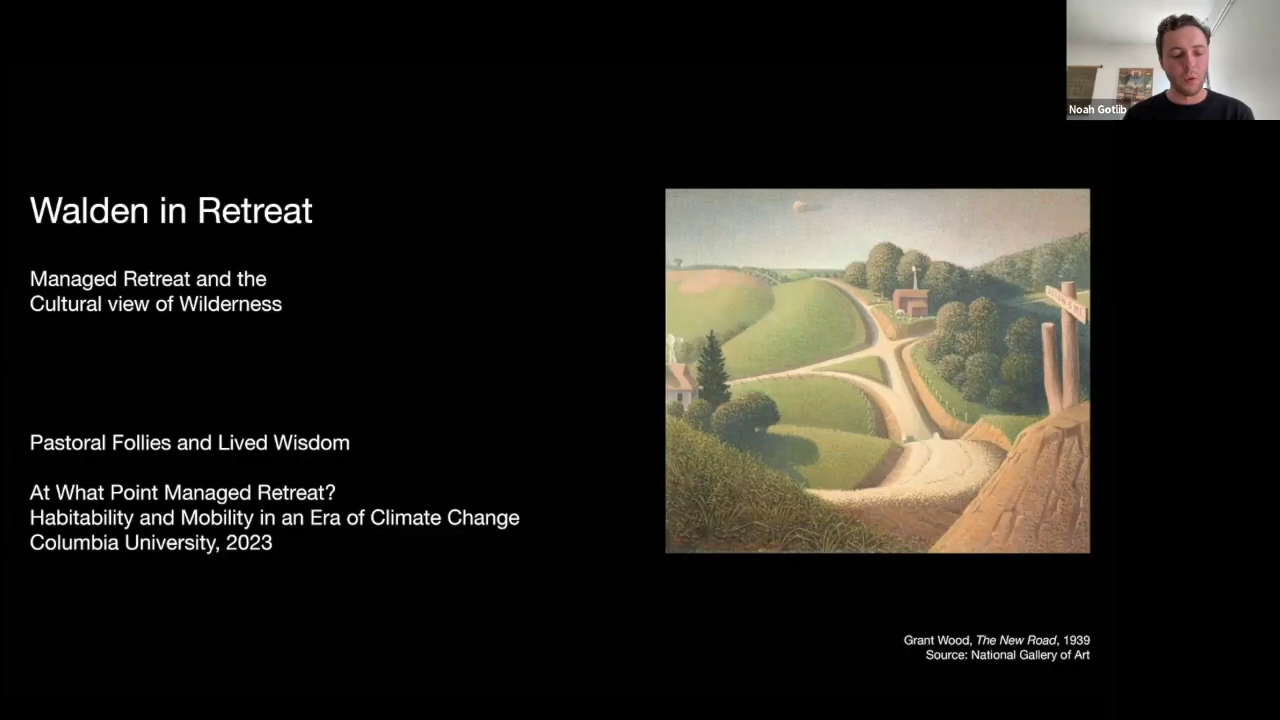 Noah Gotlib
Walden in Retreat
Managed Retreat and the
Cultural view of Wilderness
Pastoral Follies and Lived Wisdom
At What Point Managed Retreat?
Habitability and Mobility in an Era of Climate Change
Columbia University, 2023
Grant Wood, The New Road, 1939
Source: National Gallery of Art